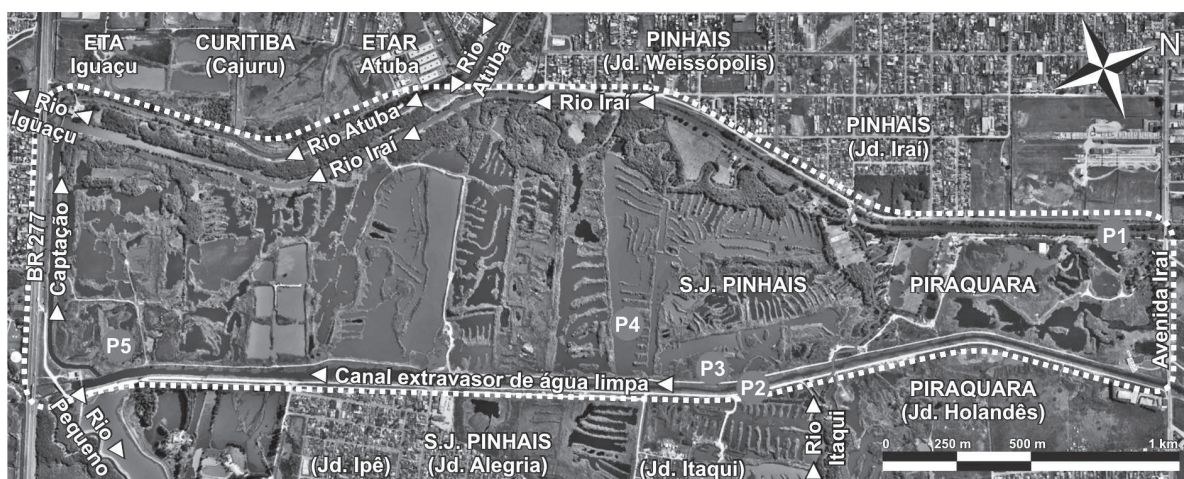 ETA
Iguaçu
CURITIBA
(Cajuru)
ETAR
Atuba
Rio
Atuba
PINHAIS
(Jd. Weissópolis)
N
Rio
Iguaçu
Rio Atuba
Rio Iraí
Rio Iraí
PINHAIS
(Jd. Iraí)
BR 277
Captação
P1
S.J. PINHAIS
PIRAQUARA
Avenida Iraí
P4
P5
P3
P2
Canal extravasor de água limpa
Rio
Pequeno
(Jd. Ipê)
S.J. PINHAIS
(Jd. Alegria)
(Jd. Itaqui)
Rio
Itaqui
PIRAQUARA
(Jd. Holandês)
0 250 m 500 m 1 km